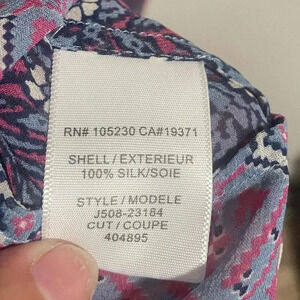 RN# 105230 CA#19371
SHELL / EXTERIEUR
100% SILK/SOIE
STYLE / MODELE
J508-23184
CUT / COUPE
404895